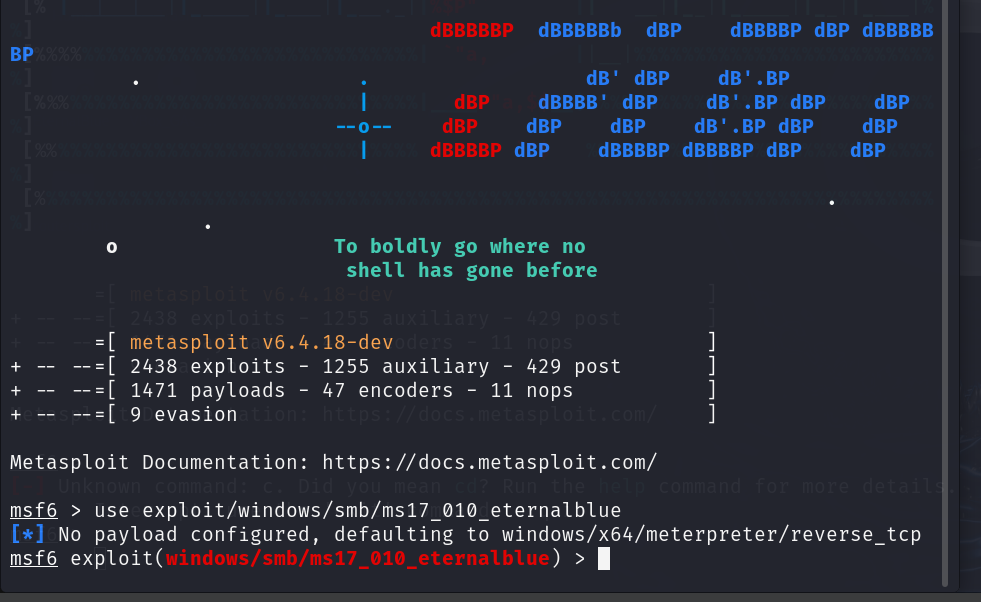 dBBBBBBP  dBBBBBBb  dBP    dBBBBBP dBP dBBBBBB
BP
.                  .                  dB' dBP    dB'.BP
|       dBP    dBBBB' dBP    dB'.BP dBP    dBP
--o--    dBP    dBP    dBP    dB'.BP dBP    dBP
|     dBBBBP dBP    dBBBBP dBBBBP dBP    dBP
.
.
o                  To boldly go where no
shell has gone before
=[ metasploit v6.4.18-dev                          ]
+ -- --=[ 2438 exploits - 1255 auxiliary - 429 post       ]
+ -- --=[ 1471 payloads - 47 encoders - 11 nops           ]
+ -- --=[ 9 evasion                                       ]
Metasploit Documentation: https://docs.metasploit.com/
msf6 > use exploit/windows/smb/ms17_010_eternalblue
[*] No payload configured, defaulting to windows/x64/meterpreter/reverse_tcp
msf6 exploit(windows/smb/ms17_010_eternalblue) >